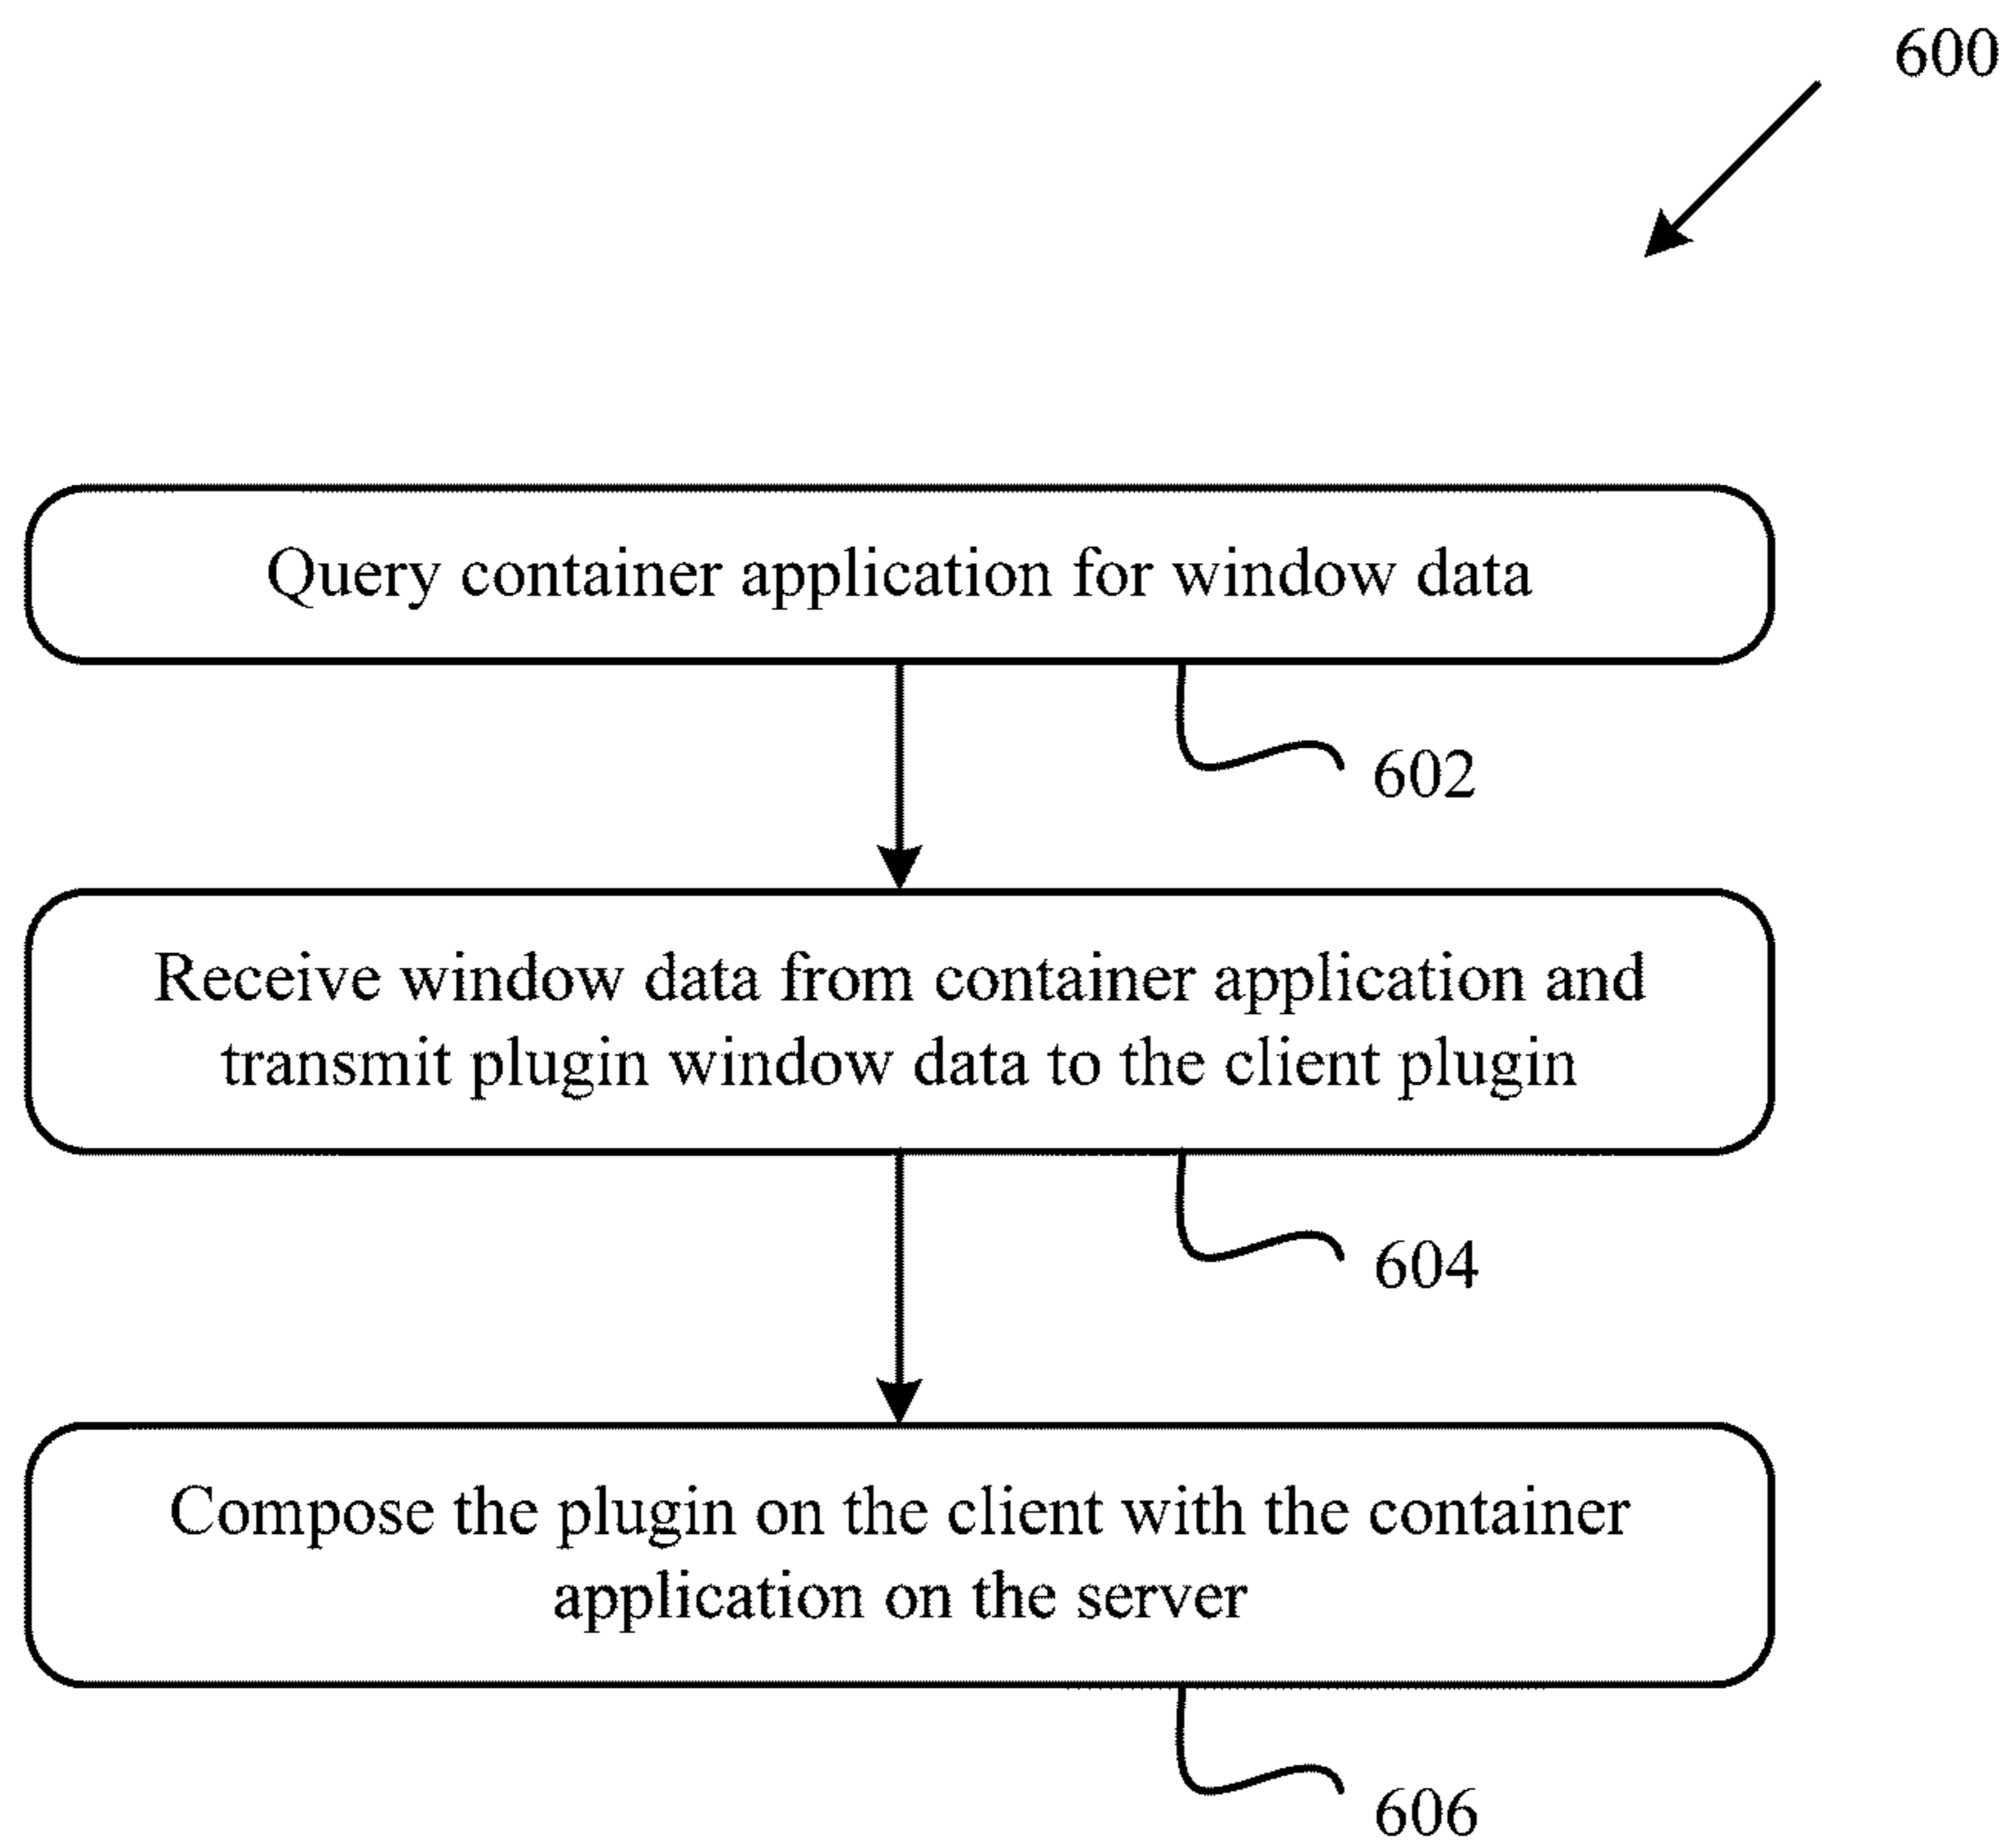 600
Query container application for window data
602
Receive window data from container application and
transmit plugin window data to the client plugin
604
Compose the plugin on the client with the container
application on the server
606